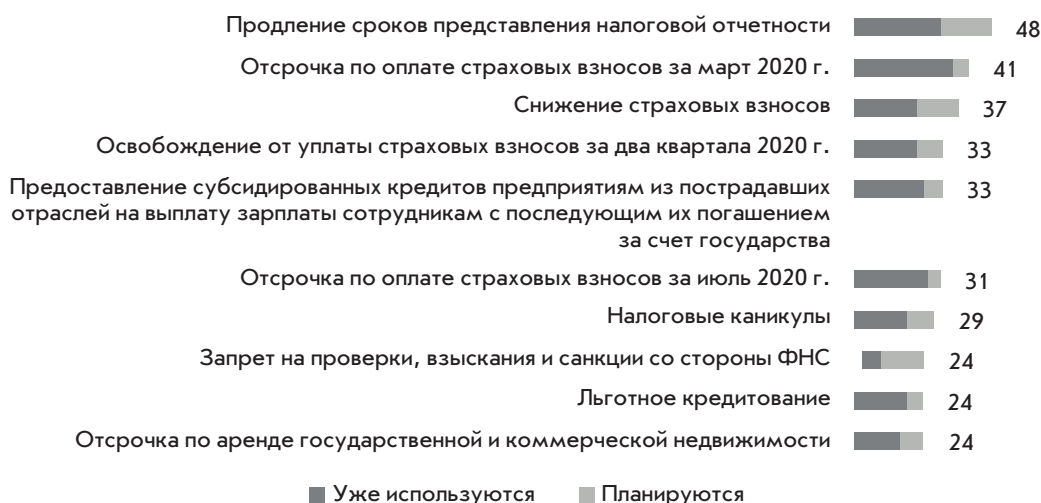 Продление сроков представления налоговой отчетности 48
Отсрочка по оплате страховых взносов за март 2020 г. 41
Снижение страховых взносов 37
Освобождение от уплаты страховых взносов за два квартала 2020 г. 33
Предоставление субсидированных кредитов предприятиям из пострадавших 33
отраслей на выплату зарплаты сотрудникам с последующим их погашением
за счет государства
Отсрочка по оплате страховых взносов за июль 2020 г. 31
Налоговые каникулы 29
Запрет на проверки, взыскания и санкции со стороны ФНС 24
Льготное кредитование 24
Отсрочка по аренде государственной и коммерческой недвижимости 24
Уже используются Планируются